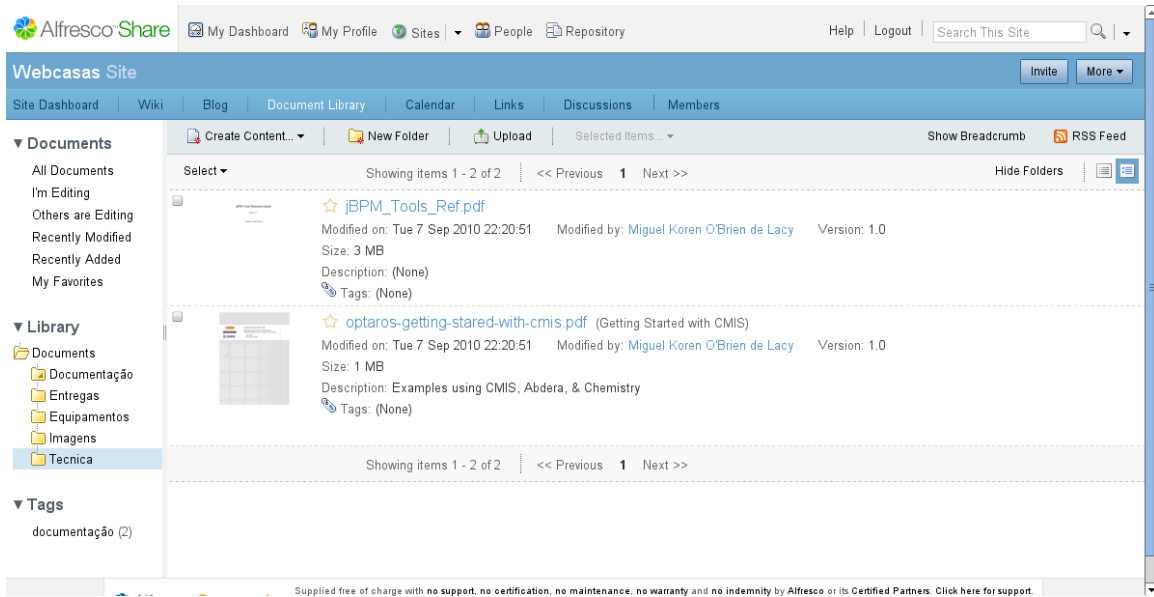 Alfresco Share My Dashboard My Profile Sites People Repository Help Logout Search This Site
Webcasas Site Invite More
Site Dashboard Wiki Blog Document Library Calendar Links Discussions Members
Documents
All Documents
I'm Editing
Others are Editing
Recently Modified
Recently Added
My Favorites
Library
Documents
Documentação
Entregas
Equipamentos
Imagens
Tecnica
Tags
documentação (2)
Create Content... New Folder Upload Selected Items... Show Breadcrumb RSS Feed
Select Showing items 1 - 2 of 2 << Previous 1 Next >> Hide Folders
jBPM_Tools_Ref.pdf
Modified on: Tue 7 Sep 2010 22:20:51 Modified by: Miguel Koren O'Brien de Lacy Version: 1.0
Size: 3 MB
Description: (None)
Tags: (None)
optaros-getting-stared-with-cmis.pdf (Getting Started with CMIS)
Modified on: Tue 7 Sep 2010 22:20:51 Modified by: Miguel Koren O'Brien de Lacy Version: 1.0
Size: 1 MB
Description: Examples using CMIS, Abdera, & Chemistry
Tags: (None)
Showing items 1 - 2 of 2 << Previous 1 Next >>
Supplied free of charge with no support, no certification, no maintenance, no warranty and no indemnity by Alfresco or its Certified Partners. Click here for support.